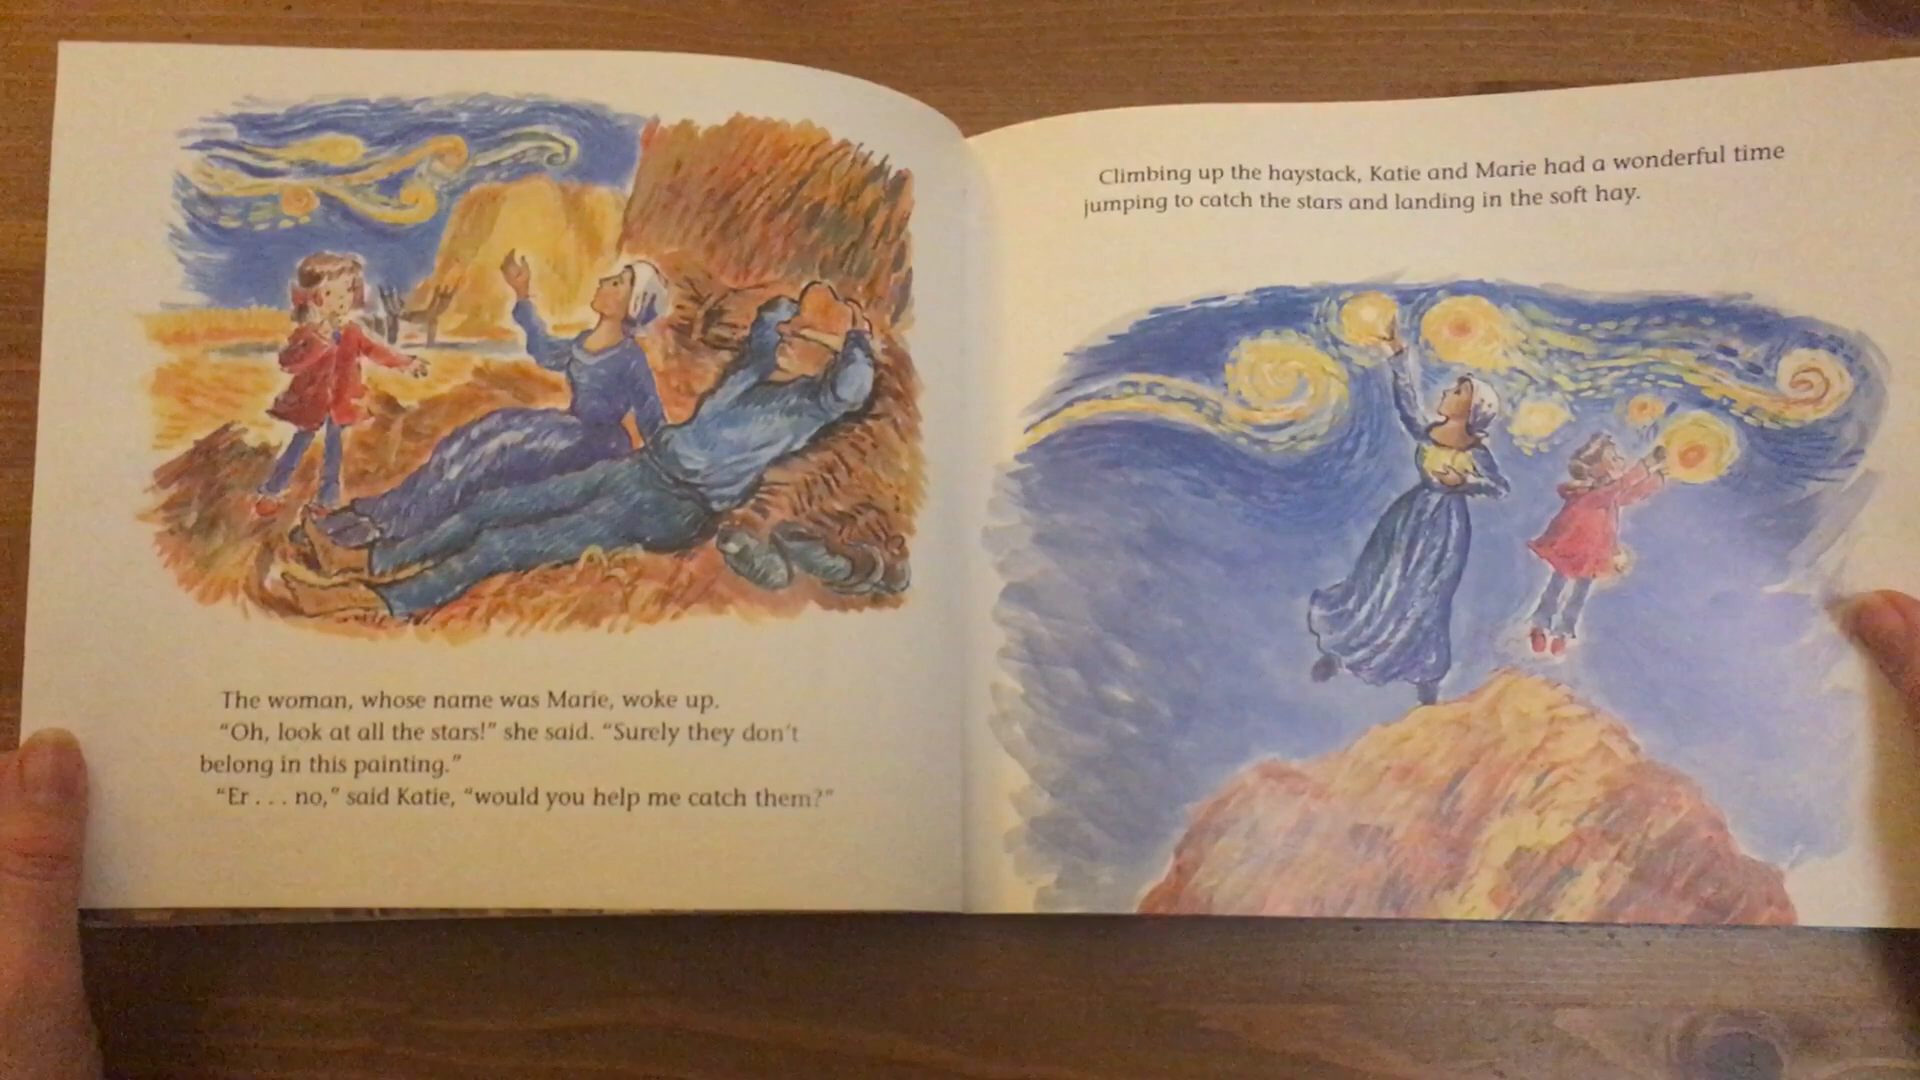 The woman, whose name was Marie, woke up.
“Oh, look at all the stars!” she said. “Surely they don’t
belong in this painting.”
“Er . . . no,” said Katie, “would you help me catch them?”
Climbing up the haystack, Katie and Marie had a wonderful time
jumping to catch the stars and landing in the soft hay.